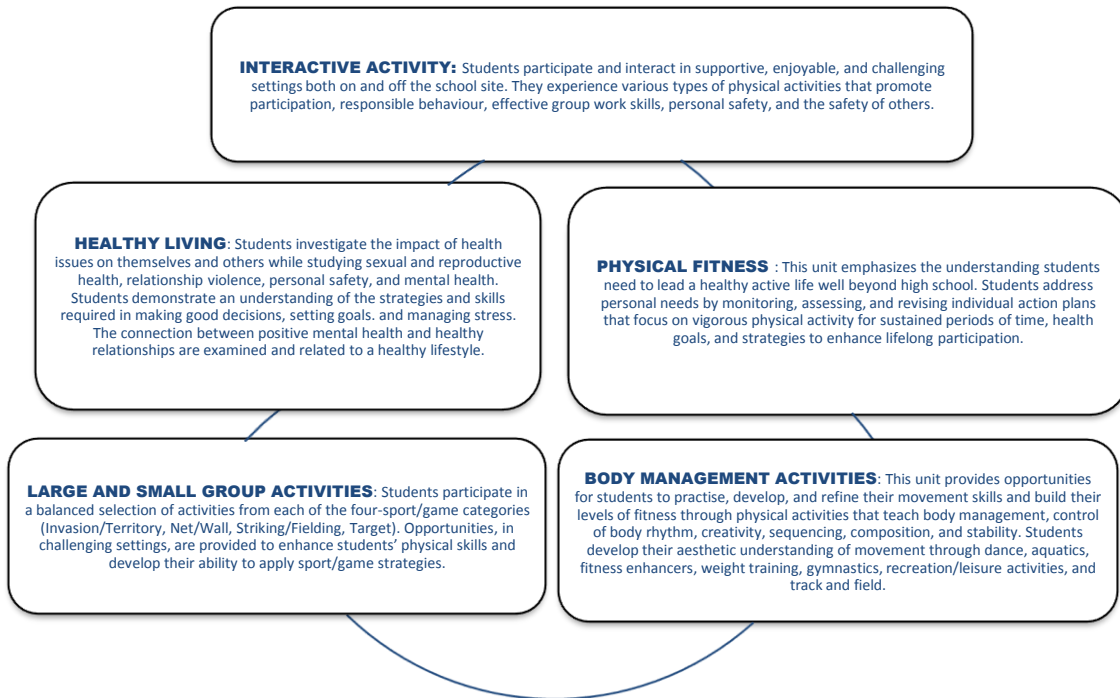 INTERACTIVE ACTIVITY: Students participate and interact in supportive, enjoyable, and challenging
settings both on and off the school site. They experience various types of physical activities that promote
participation, responsible behaviour, effective group work skills, personal safety, and the safety of others.
HEALTHY LIVING: Students investigate the impact of health
issues on themselves and others while studying sexual and reproductive
health, relationship violence, personal safety, and mental health.
Students demonstrate an understanding of the strategies and skills
required in making good decisions, setting goals. and managing stress.
The connection between positive mental health and healthy
relationships are examined and related to a healthy lifestyle.
PHYSICAL FITNESS : This unit emphasizes the understanding students
need to lead a healthy active life well beyond high school. Students address
personal needs by monitoring, assessing, and revising individual action plans
that focus on vigorous physical activity for sustained periods of time, health
goals, and strategies to enhance lifelong participation.
LARGE AND SMALL GROUP ACTIVITIES: Students participate in
a balanced selection of activities from each of the four-sport/game categories
(Invasion/Territory, Net/Wall, Striking/Fielding, Target). Opportunities, in
challenging settings, are provided to enhance students’ physical skills and
develop their ability to apply sport/game strategies.
BODY MANAGEMENT ACTIVITIES: This unit provides opportunities
for students to practise, develop, and refine their movement skills and build their
levels of fitness through physical activities that teach body management, control
of body rhythm, creativity, sequencing, composition, and stability. Students
develop their aesthetic understanding of movement through dance, aquatics,
fitness enhancers, weight training, gymnastics, recreation/leisure activities, and
track and field.